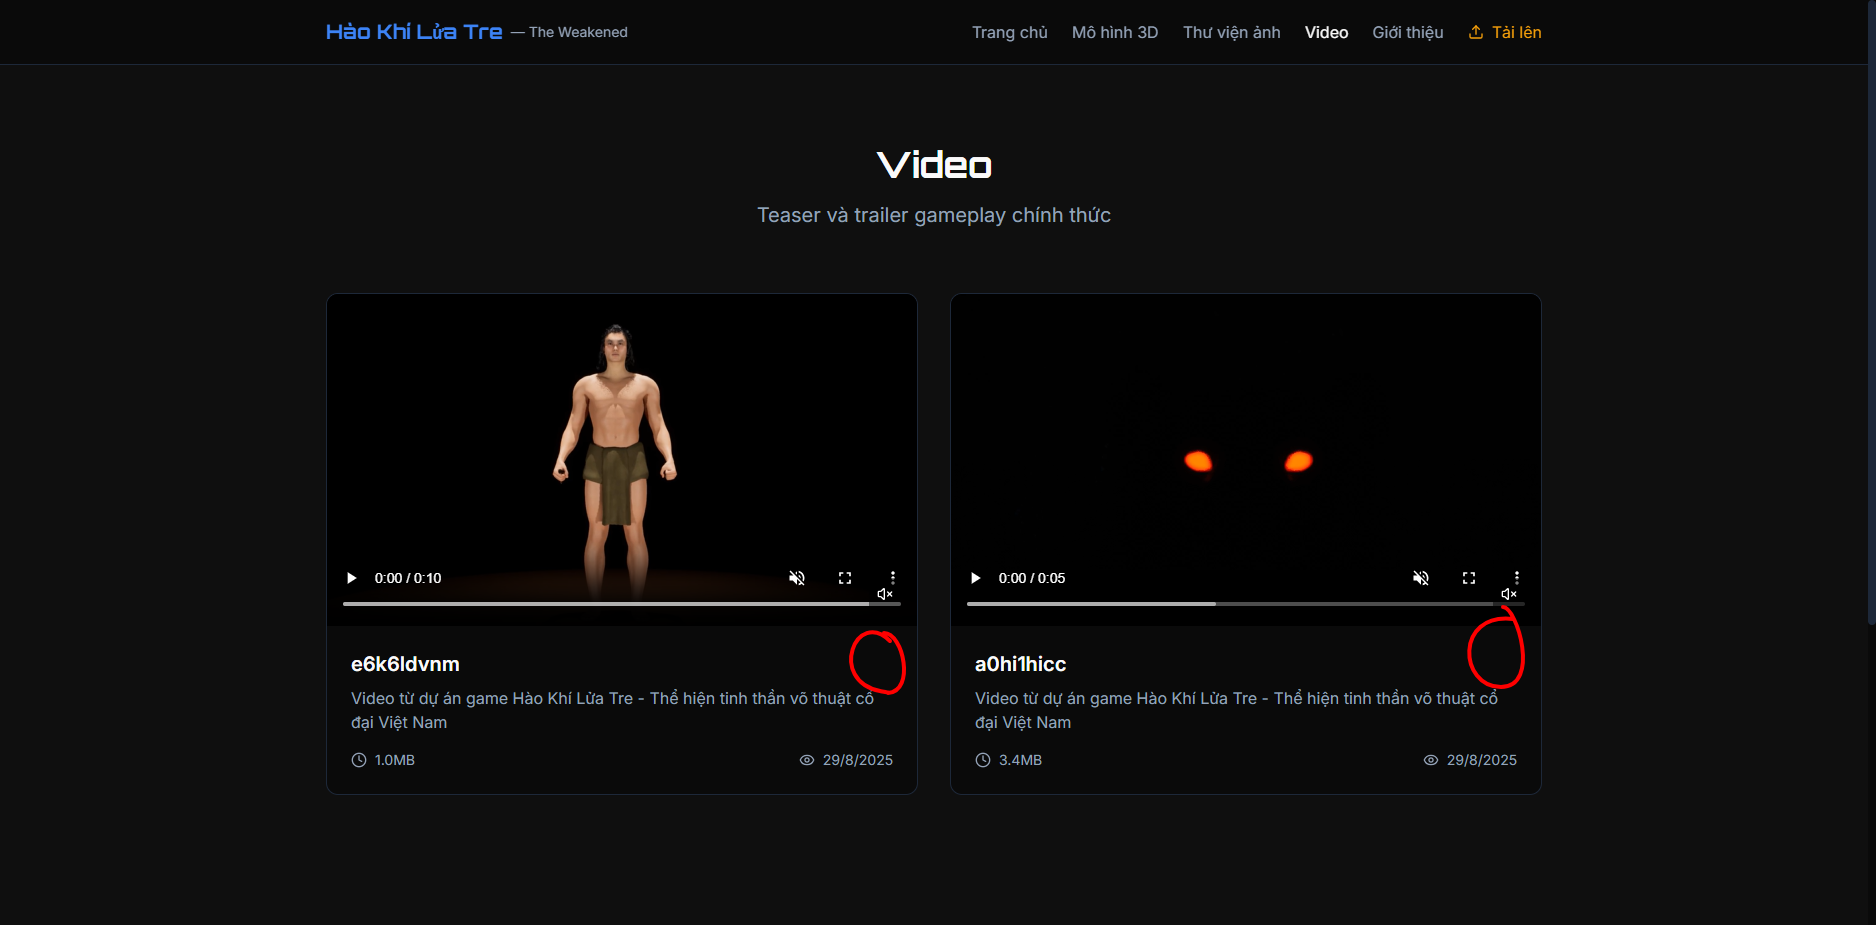 Hào Khí Lửa Tre — The Weakened
Trang chủ Mô hình 3D Thư viện ảnh Video Giới thiệu Tải lên
Video
Teaser và trailer gameplay chính thức
0:00 / 0:10
0:00 / 0:05
e6k6ldvnm
Video từ dự án game Hào Khí Lửa Tre - Thể hiện tinh thần võ thuật cổ
đại Việt Nam
1.0MB 29/8/2025
a0hi1hicc
Video từ dự án game Hào Khí Lửa Tre - Thể hiện tinh thần võ thuật cổ
đại Việt Nam
3.4MB 29/8/2025